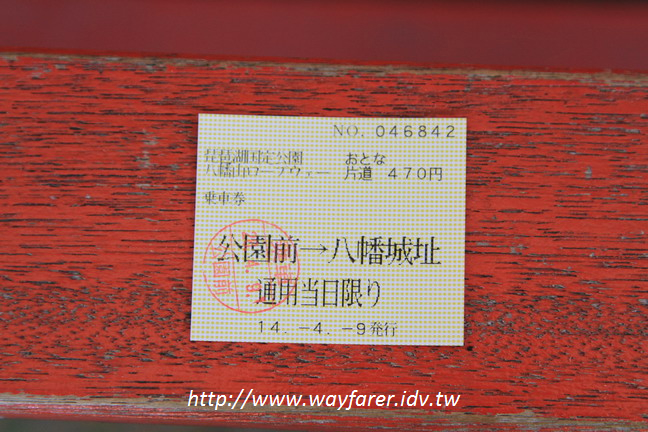 NO. 046842
琵琶湖国定公園 おとな
八幡山ロープウェー 片道 470円
乗車券
公園前→八幡城址
通用当日限り
14. -4. -9発行
http://www.wayfarer.idv.tw